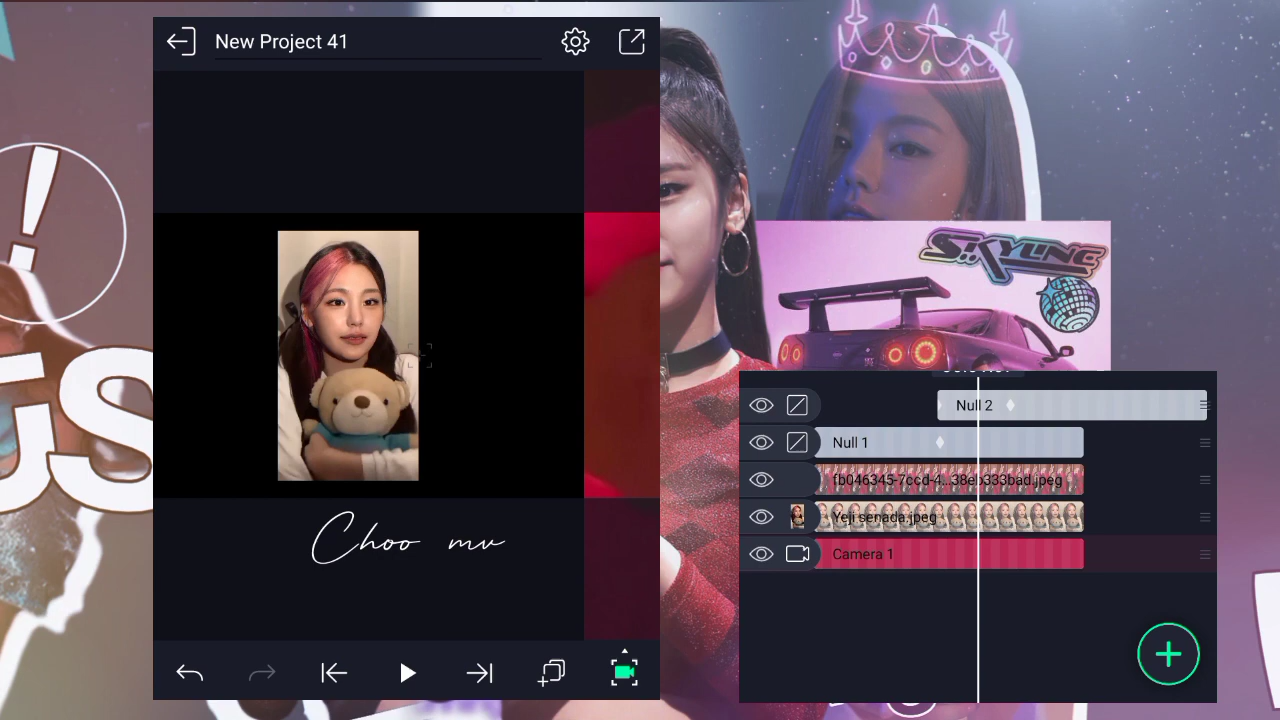 New Project 41
!
SKYLINE
Choo mv
Null 2
Null 1
fb046345-7ccd-4...38eb333bad.jpeg
Yeji senada.jpeg
Camera 1